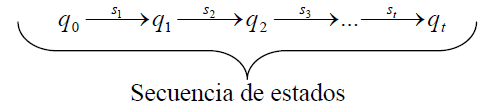 q₀ —s₁→ q₁ —s₂→ q₂ —s₃→ ... —sₜ→ qₜ
Secuencia de estados